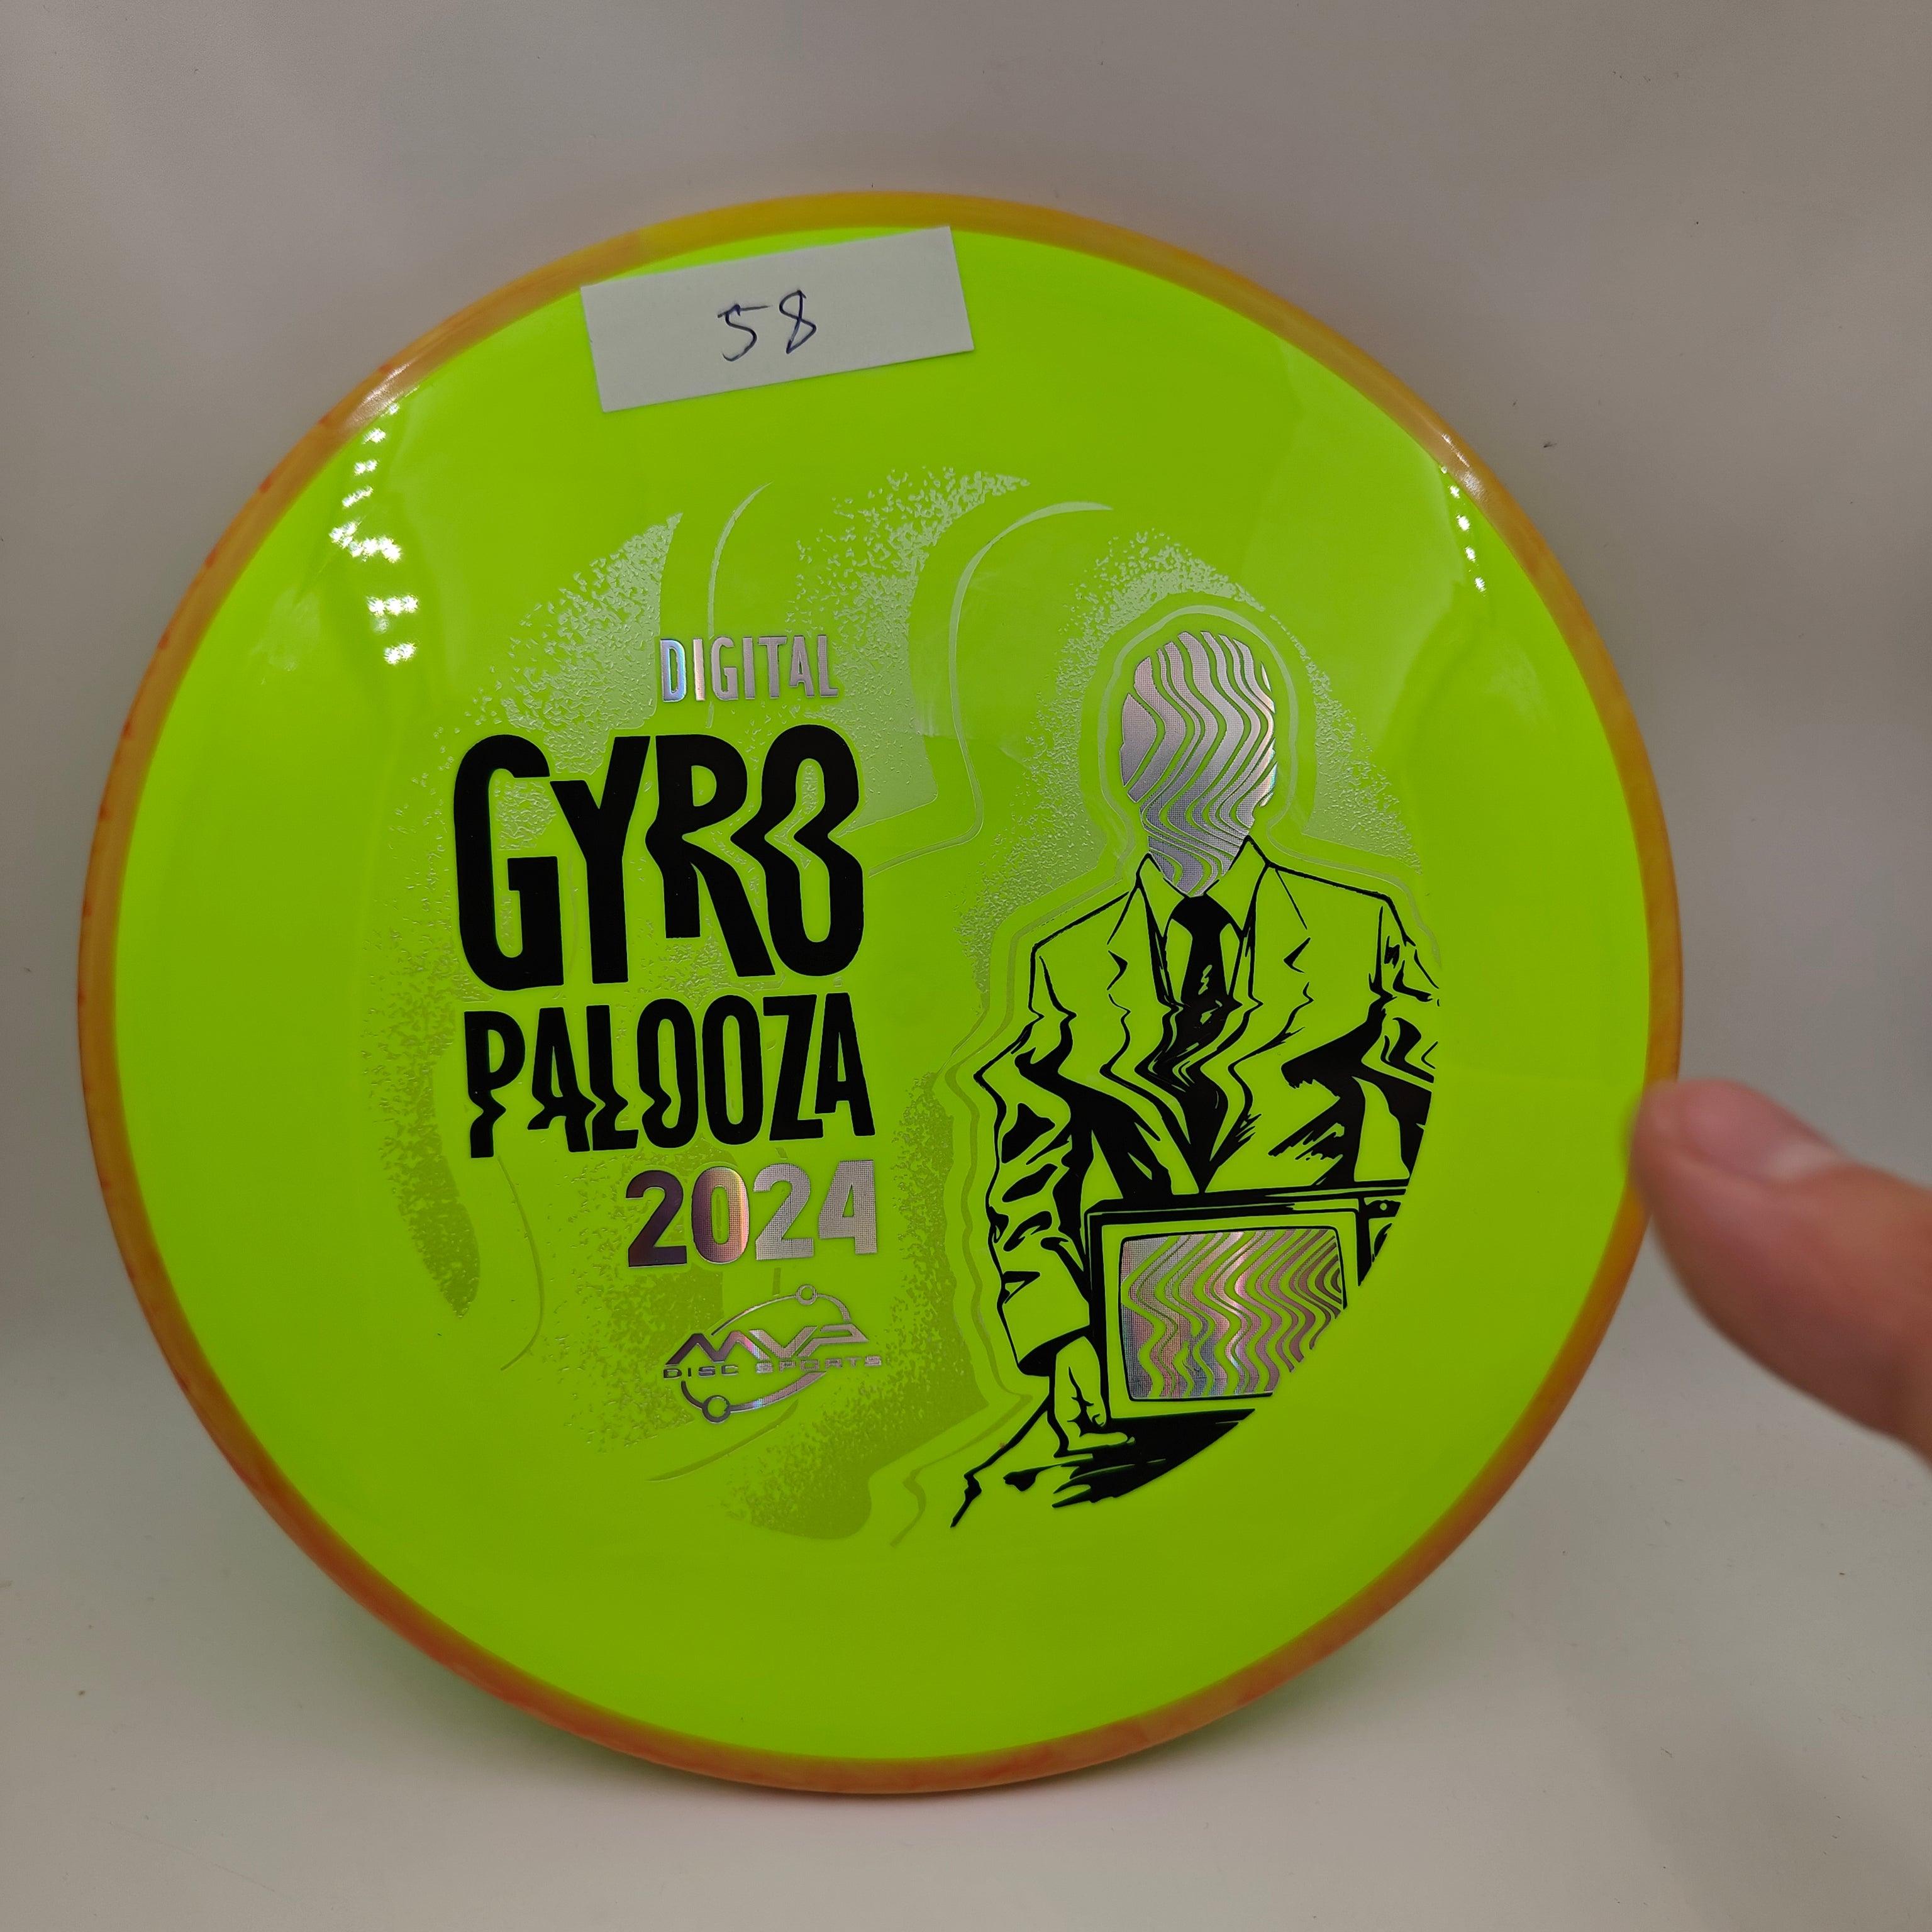 58
DIGITAL
GYRO
PALOOZA
2024
MVP
DISC SPORTS